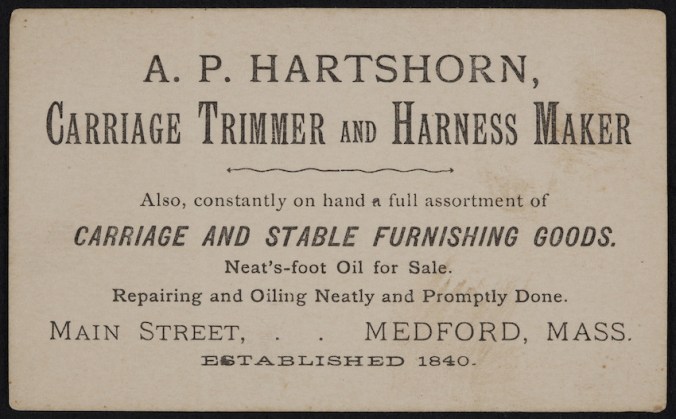 A. P. HARTSHORN,
CARRIAGE TRIMMER AND HARNESS MAKER
Also, constantly on hand a full assortment of
CARRIAGE AND STABLE FURNISHING GOODS.
Neat's-foot Oil for Sale.
Repairing and Oiling Neatly and Promptly Done.
MAIN STREET, . . MEDFORD, MASS.
ESTABLISHED 1840.